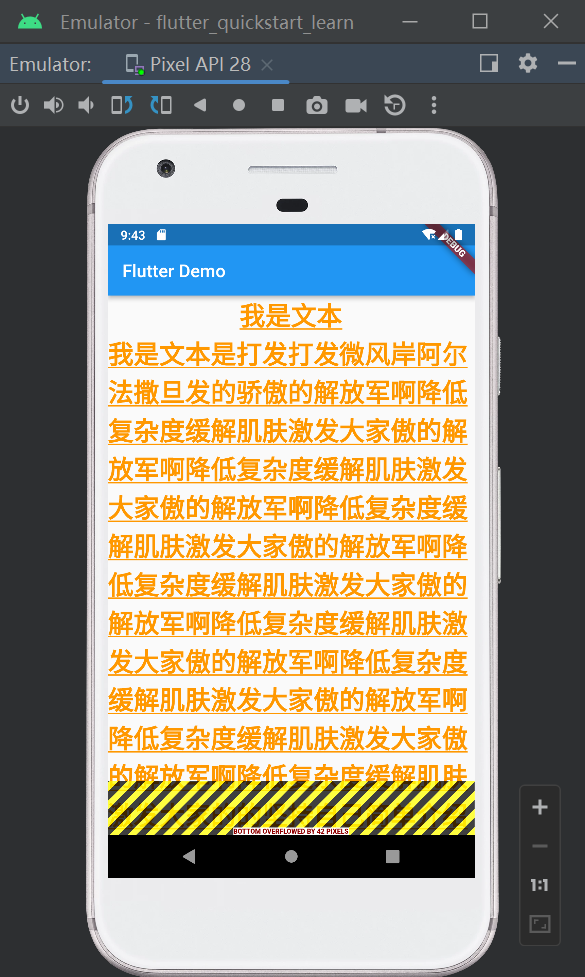 Emulator - flutter_quickstart_learn
Emulator: Pixel API 28
9:43
DEBUG
Flutter Demo
我是文本
我是文本是打发打发微风岸阿尔
法撒旦发的骄傲的解放军啊降低
复杂度缓解肌肤激发大家傲的解
放军啊降低复杂度缓解肌肤激发
大家傲的解放军啊降低复杂度缓
解肌肤激发大家傲的解放军啊降
低复杂度缓解肌肤激发大家傲的
解放军啊降低复杂度缓解肌肤激
发大家傲的解放军啊降低复杂度
缓解肌肤激发大家傲的解放军啊
降低复杂度缓解肌肤激发大家傲
的解放军啊降低复杂度缓解肌肤
BOTTOM OVERFLOWED BY 42 PIXELS
1:1